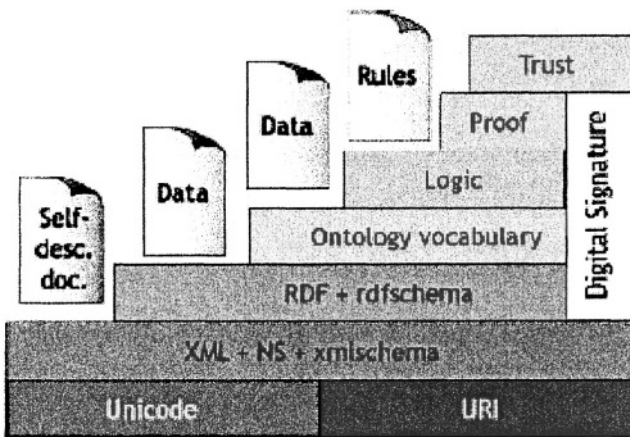 Trust
Rules
Proof
Data
Logic
Data
Self-
desc.
doc.
Ontology vocabulary
Digital Signature
RDF + rdfschema
XML + NS + xmlschema
Unicode
URI